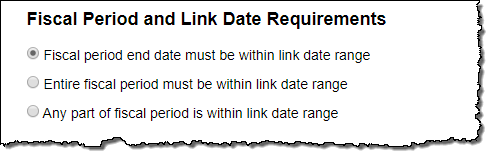 Fiscal Period and Link Date Requirements
Fiscal period end date must be within link date range
Entire fiscal period must be within link date range
Any part of fiscal period is within link date range